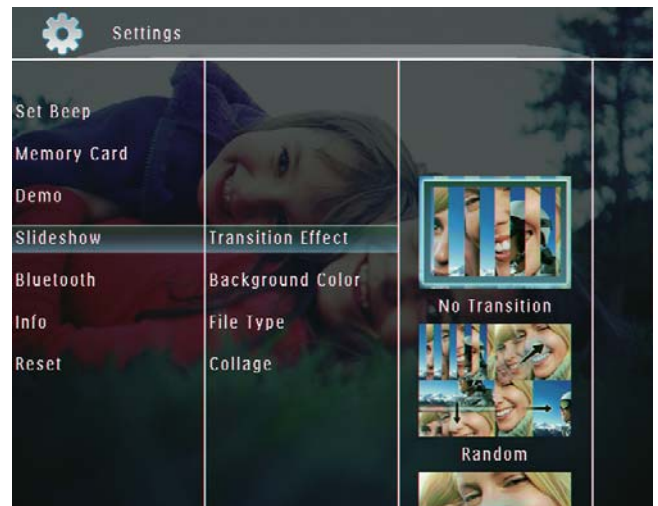 Settings
Set Beep
Memory Card
Demo
Slideshow
Bluetooth
Info
Reset
Transition Effect
Background Color
File Type
Collage
No Transition
Random